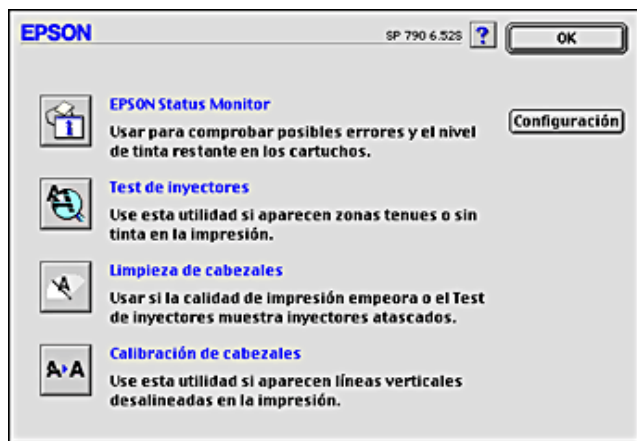 EPSON
SP 790 6.52S
?
OK
EPSON Status Monitor
Usar para comprobar posibles errores y el nivel
de tinta restante en los cartuchos.
Configuración
Test de inyectores
Use esta utilidad si aparecen zonas tenues o sin
tinta en la impresión.
Limpieza de cabezales
Usar si la calidad de impresión empeora o el Test
de inyectores muestra inyectores atascados.
A A
Calibración de cabezales
Use esta utilidad si aparecen líneas verticales
desalineadas en la impresión.